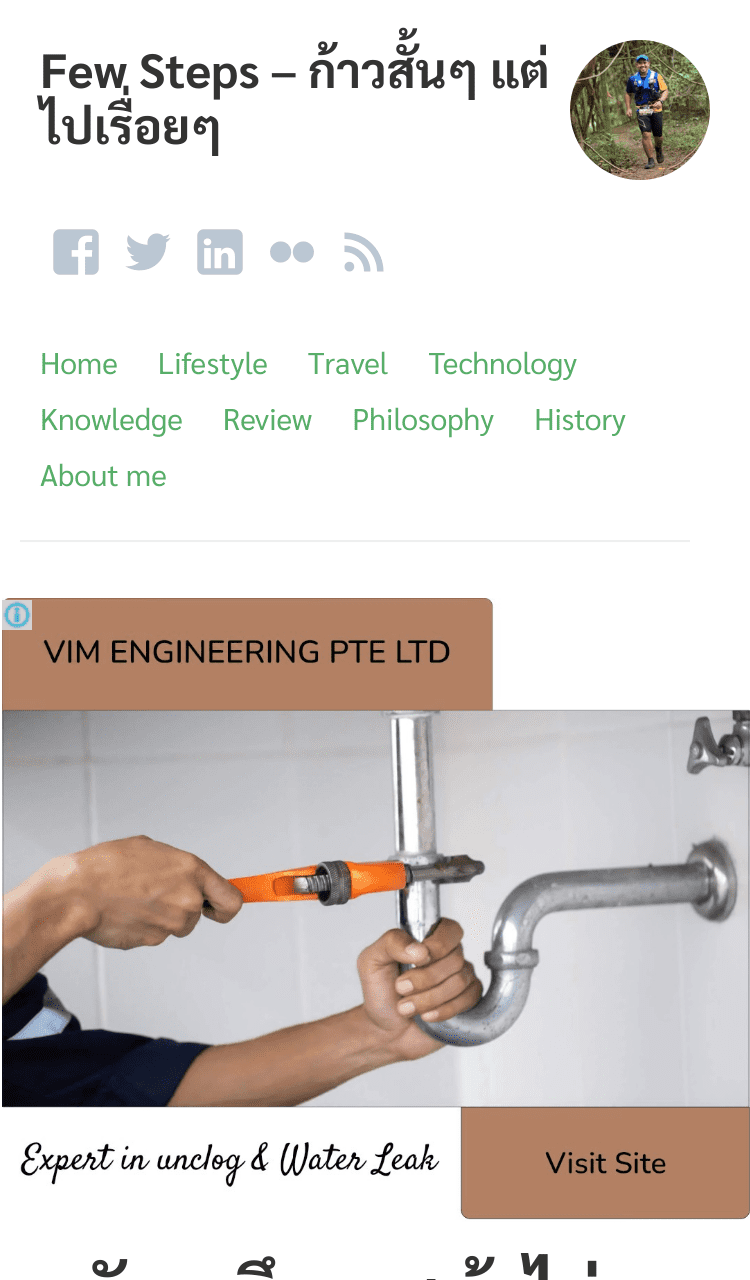 Few Steps – ก้าวสั้นๆ แต่
ไปเรื่อยๆ
Home Lifestyle Travel Technology
Knowledge Review Philosophy History
About me
VIM ENGINEERING PTE LTD
Expert in unclog & Water Leak
Visit Site